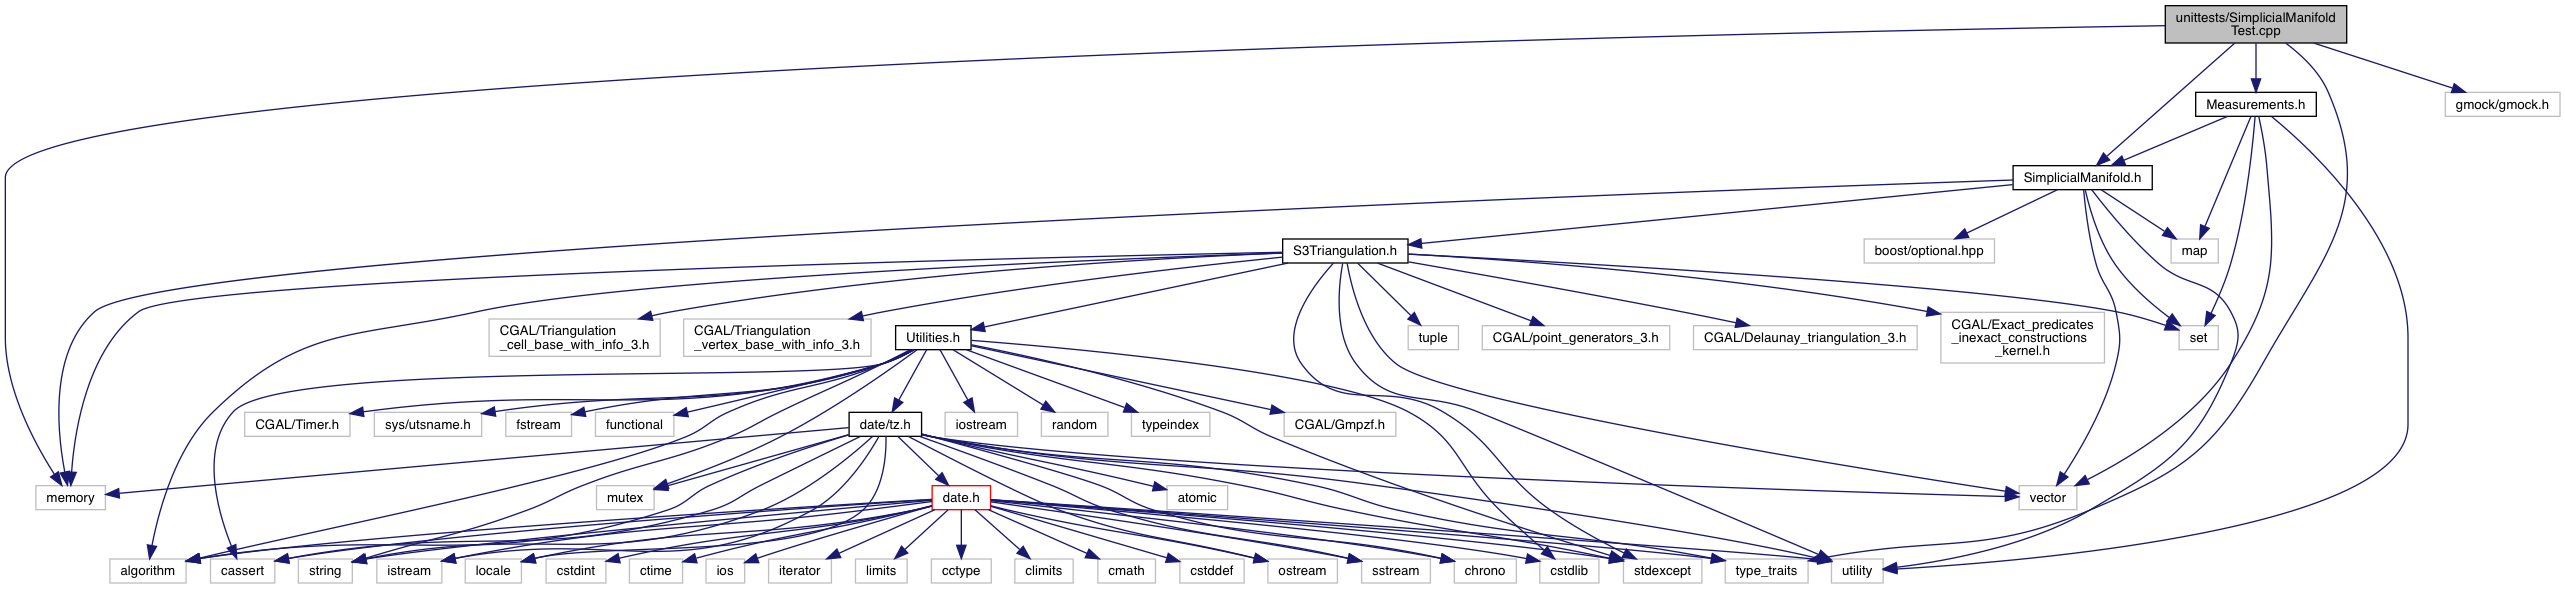 unittests/SimplicialManifold
Test.cpp
Measurements.h
gmock/gmock.h
SimplicialManifold.h
S3Triangulation.h
boost/optional.hpp
map
CGAL/Triangulation
_cell_base_with_info_3.h
CGAL/Triangulation
_vertex_base_with_info_3.h
Utilities.h
tuple
CGAL/point_generators_3.h
CGAL/Delaunay_triangulation_3.h
CGAL/Exact_predicates
_inexact_constructions
_kernel.h
set
CGAL/Timer.h
sys/utsname.h
fstream
functional
date/tz.h
iostream
random
typeindex
CGAL/Gmpzf.h
memory
mutex
date.h
atomic
vector
algorithm
cassert
string
istream
locale
cstdint
ctime
ios
iterator
limits
cctype
climits
cmath
cstddef
ostream
sstream
chrono
cstdlib
stdexcept
type_traits
utility